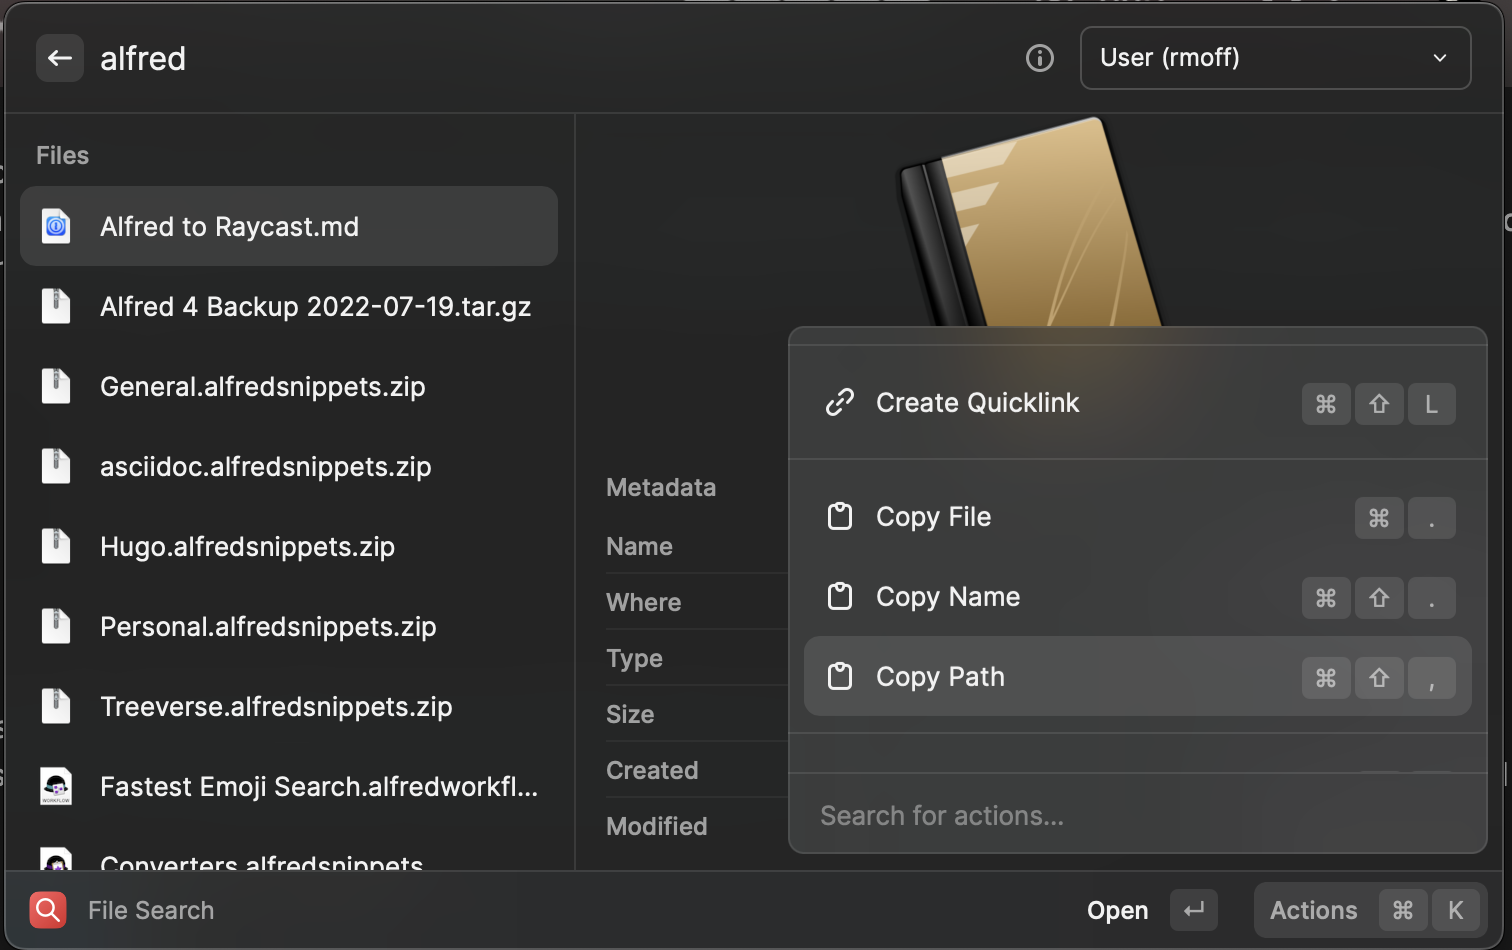 alfred
User (rmoff)
Files
Alfred to Raycast.md
Alfred 4 Backup 2022-07-19.tar.gz
General.alfredsnippets.zip
asciidoc.alfredsnippets.zip
Hugo.alfredsnippets.zip
Personal.alfredsnippets.zip
Treeverse.alfredsnippets.zip
WORKFLOW
Fastest Emoji Search.alfredworkfl...
Converters.alfredsnippets
Metadata
Name
Where
Type
Size
Created
Modified
Create Quicklink ⌘ ⇧ L
Copy File ⌘ .
Copy Name ⌘ ⇧ .
Copy Path ⌘ ⇧ ,
Search for actions...
File Search
Open ↵
Actions ⌘ K